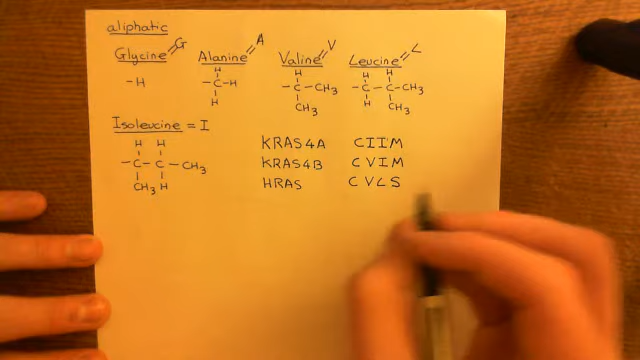 aliphatic
Glycine = G Alanine = A Valine = V Leucine = L
-H
H
-C-H
H
H
-C-CH3
CH3
H H
-C-C-CH3
H CH3
Isoleucine = I
H H
-C-C-CH3
CH3 H
KRAS4A CIIM
KRAS4B CVIM
HRAS CVLS